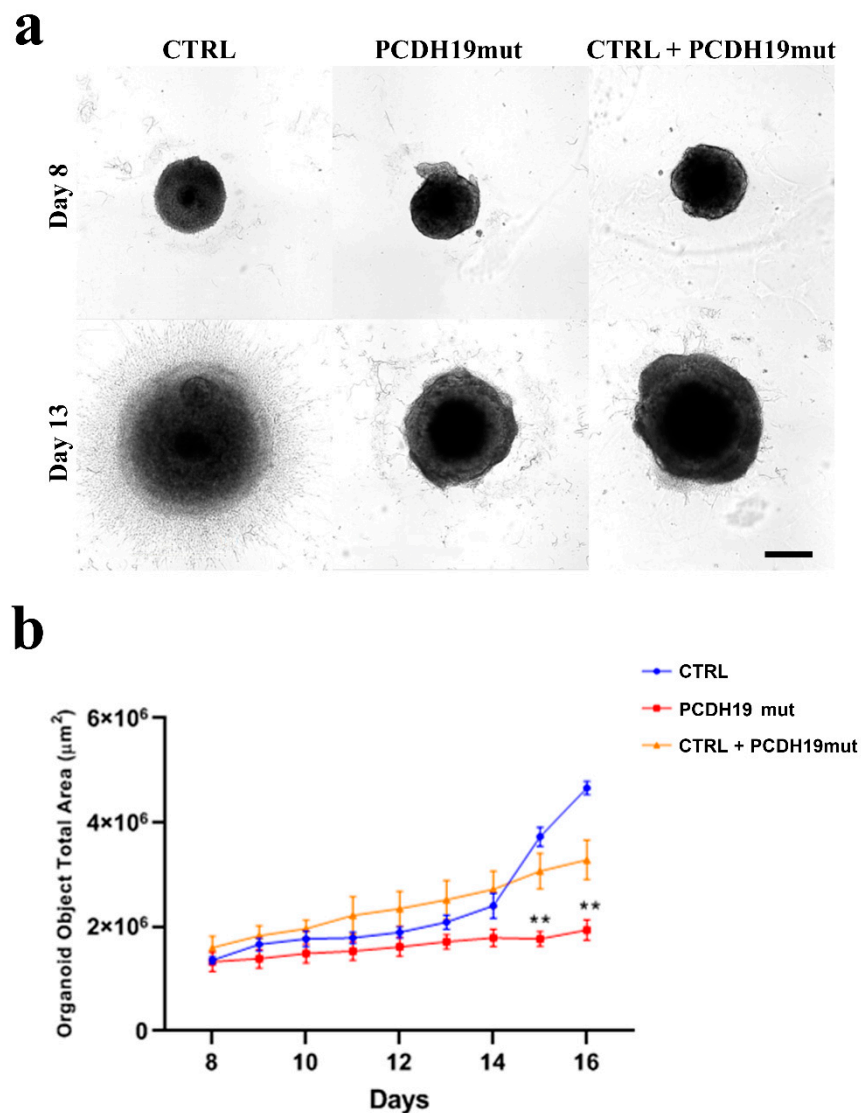 a
CTRL PCDH19mut CTRL + PCDH19mut
Day 8
Day 13
b
CTRL
PCDH19 mut
CTRL + PCDH19mut
Organoid Object Total Area (µm²)
6×10⁶
4×10⁶
2×10⁶
0
** **
8 10 12 14 16
Days